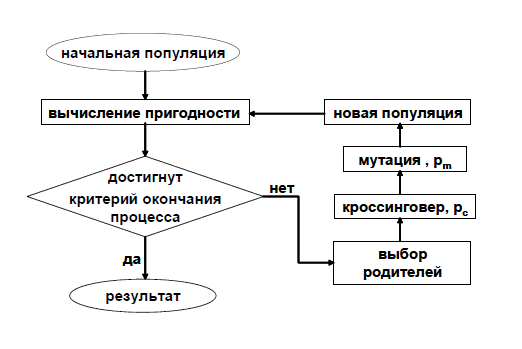 начальная популяция
вычисление пригодности
новая популяция
мутация , pm
достигнут
критерий окончания
процесса
нет
кроссинговер, pc
выбор
родителей
да
результат